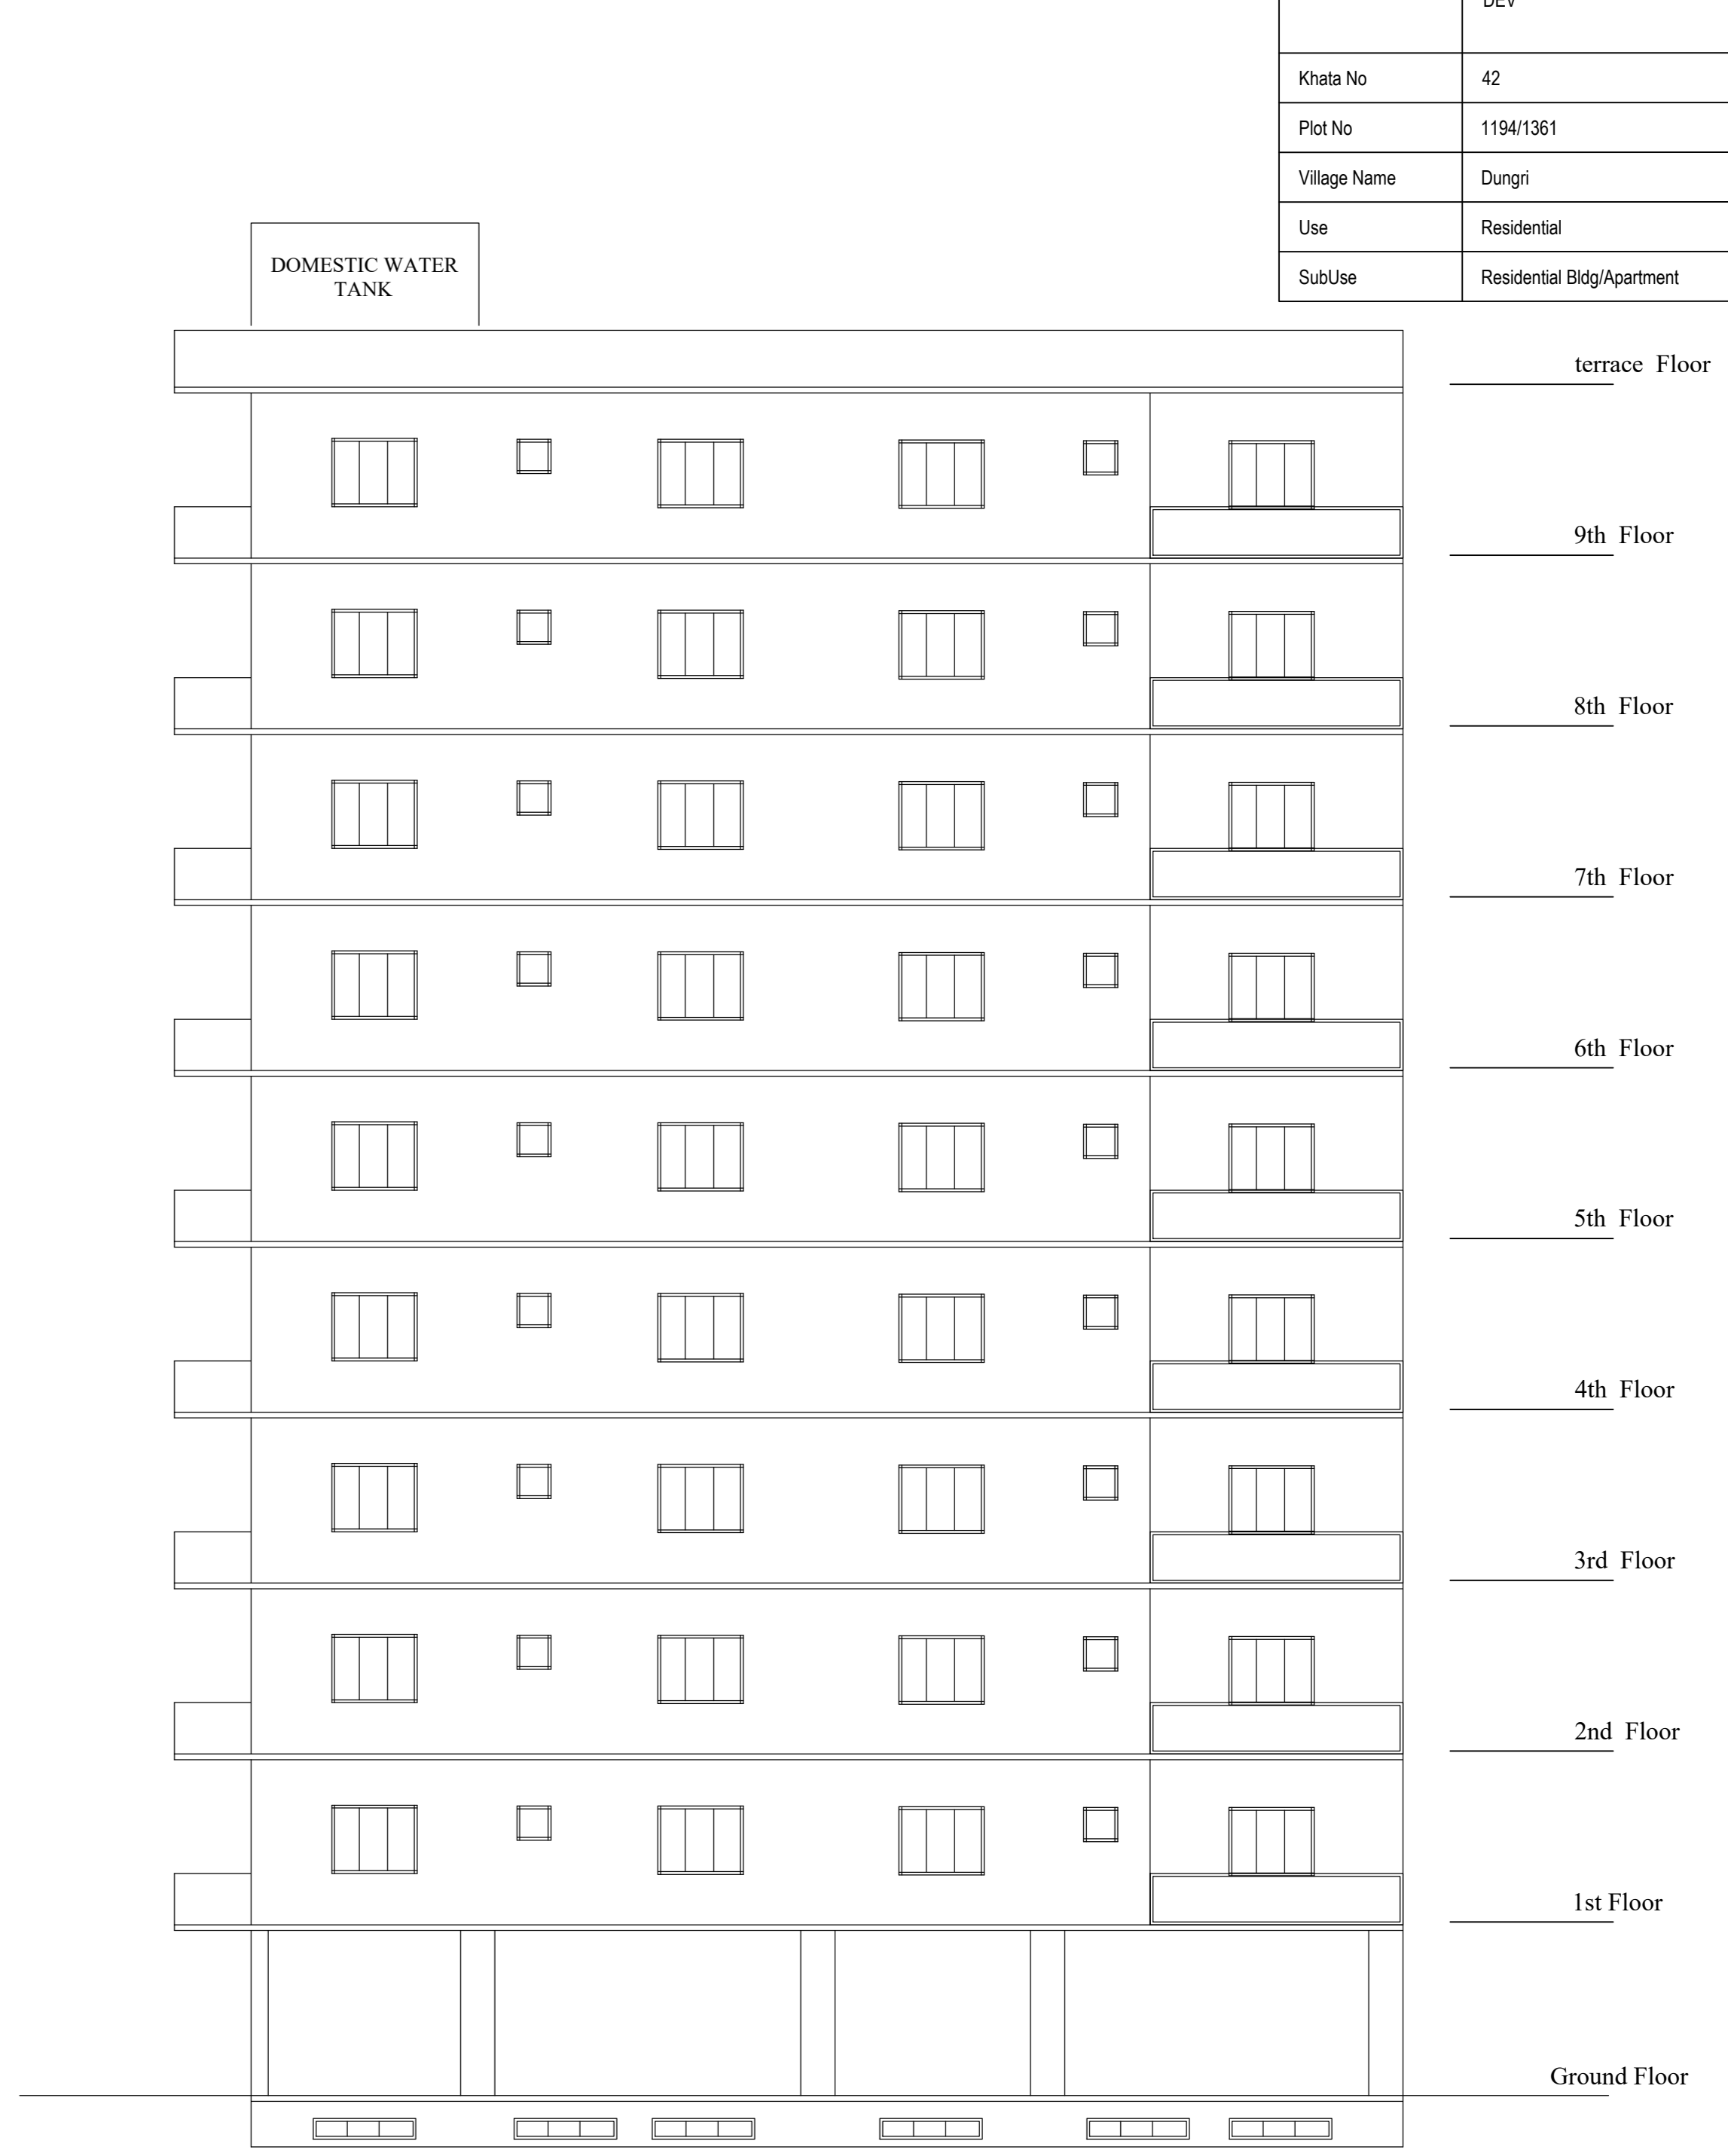 DEV
Khata No 42
Plot No 1194/1361
Village Name Dungri
Use Residential
SubUse Residential Bldg/Apartment
DOMESTIC WATER
TANK
terrace Floor
9th Floor
8th Floor
7th Floor
6th Floor
5th Floor
4th Floor
3rd Floor
2nd Floor
1st Floor
Ground Floor